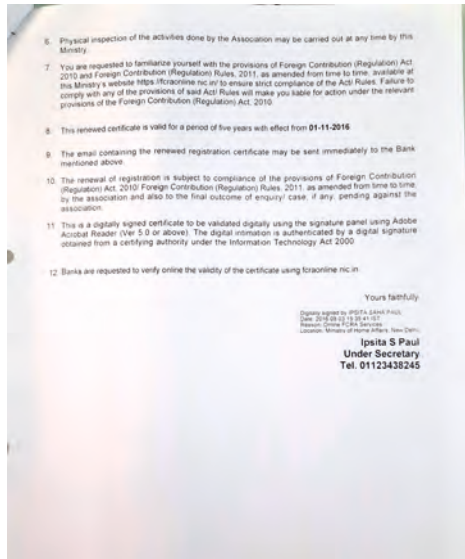 6. Physical inspection of the activities done by the Association may be carried out at any time by this
Ministry.
7. You are requested to familiarize yourself with the provisions of Foreign Contribution (Regulation) Act
2010 and Foreign Contribution (Regulation) Rules, 2011, as amended from time to time, available at
this Ministry's website https://fcraonline.nic.in/ to ensure strict compliance of the Act/ Rules. Failure to
comply with any of the provisions of said Act/ Rules will make you liable for action under the relevant
provisions of the Foreign Contribution (Regulation) Act, 2010.
8. This renewed certificate is valid for a period of five years with effect from 01-11-2016
9. The email containing the renewed registration certificate may be sent immediately to the Bank
mentioned above.
10. The renewal of registration is subject to compliance of the provisions of Foreign Contribution
(Regulation) Act, 2010/ Foreign Contribution (Regulation) Rules, 2011, as amended from time to time,
by the association and also to the final outcome of enquiry/ case, if any, pending against the
association.
11. This is a digitally signed certificate to be validated digitally using the signature panel using Adobe
Acrobat Reader (Ver 5.0 or above). The digital intimation is authenticated by a digital signature
obtained from a certifying authority under the Information Technology Act 2000.
12. Banks are requested to verify online the validity of the certificate using fcraonline.nic.in.
Yours faithfully
Digitally signed by IPSITA SAHA PAUL
Reason: Online FCRA Services
Location: Ministry of Home Affairs, New Delhi
Ipsita S Paul
Under Secretary
Tel. 01123438245